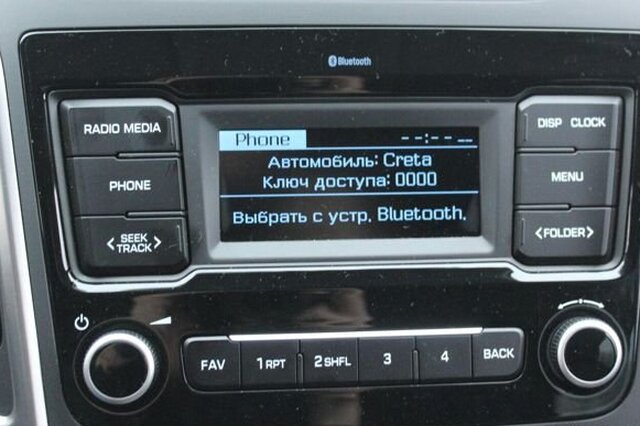 Bluetooth
RADIO MEDIA
PHONE
< SEEK TRACK >
Phone --:-- --
Автомобиль: Creta
Ключ доступа: 0000
Выбрать с устр. Bluetooth.
DISP CLOCK
MENU
<FOLDER>
FAV
1 RPT
2 SHFL
3
4
BACK